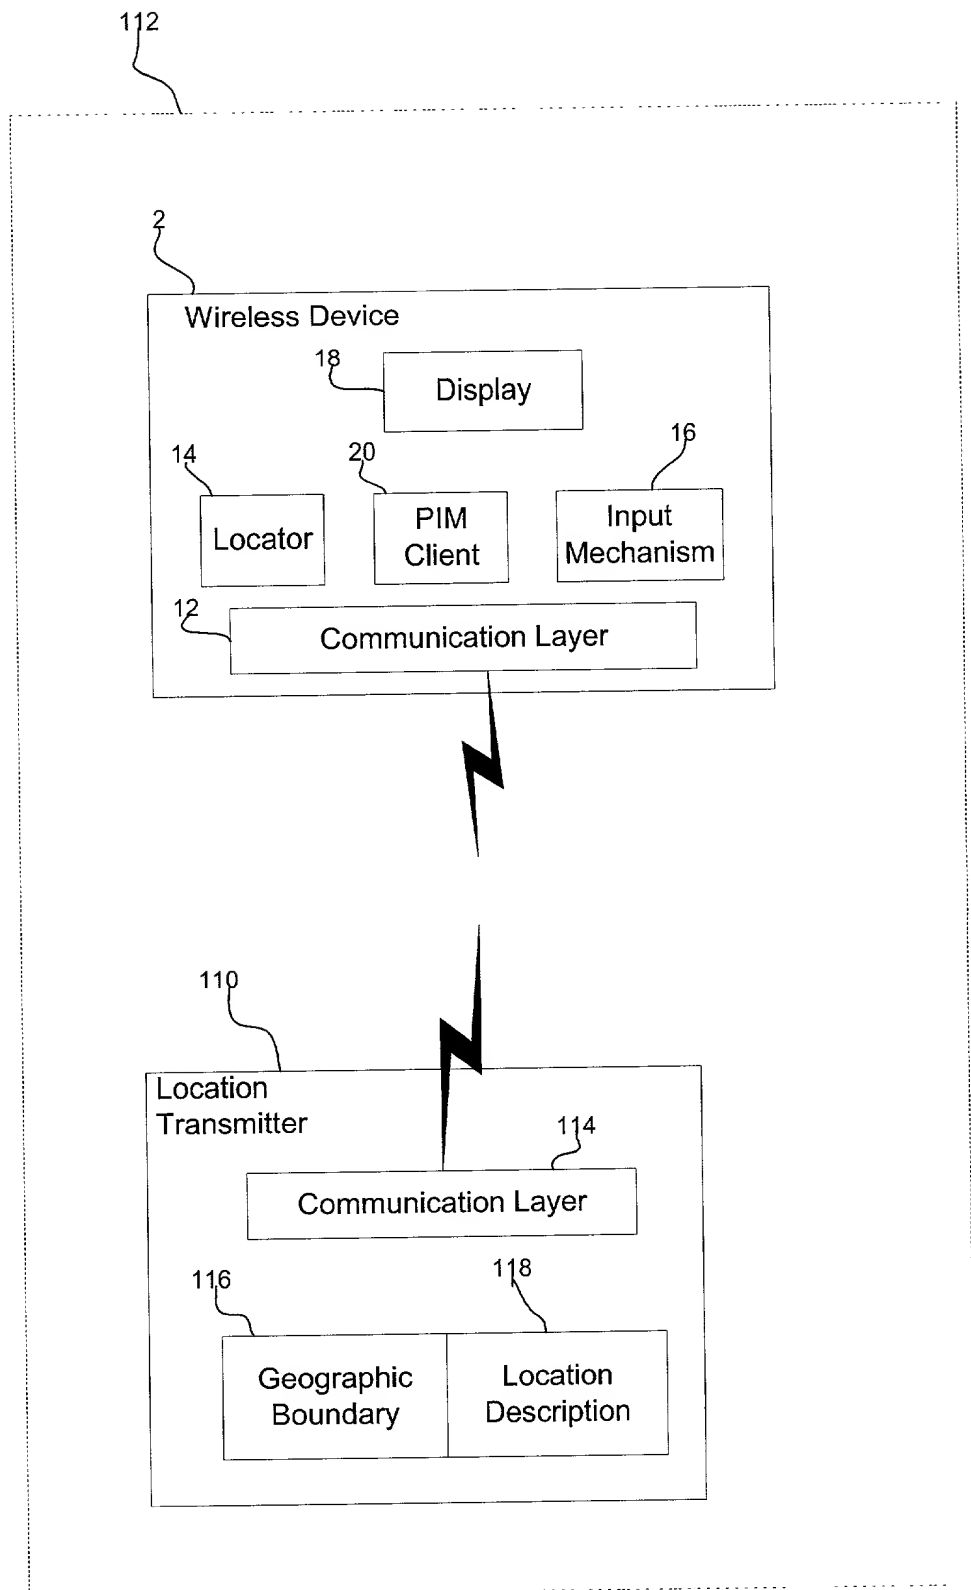 112
2
Wireless Device
18
Display
14
20
16
Locator
PIM
Client
Input
Mechanism
12
Communication Layer
110
Location
Transmitter
114
Communication Layer
116
118
Geographic
Boundary
Location
Description